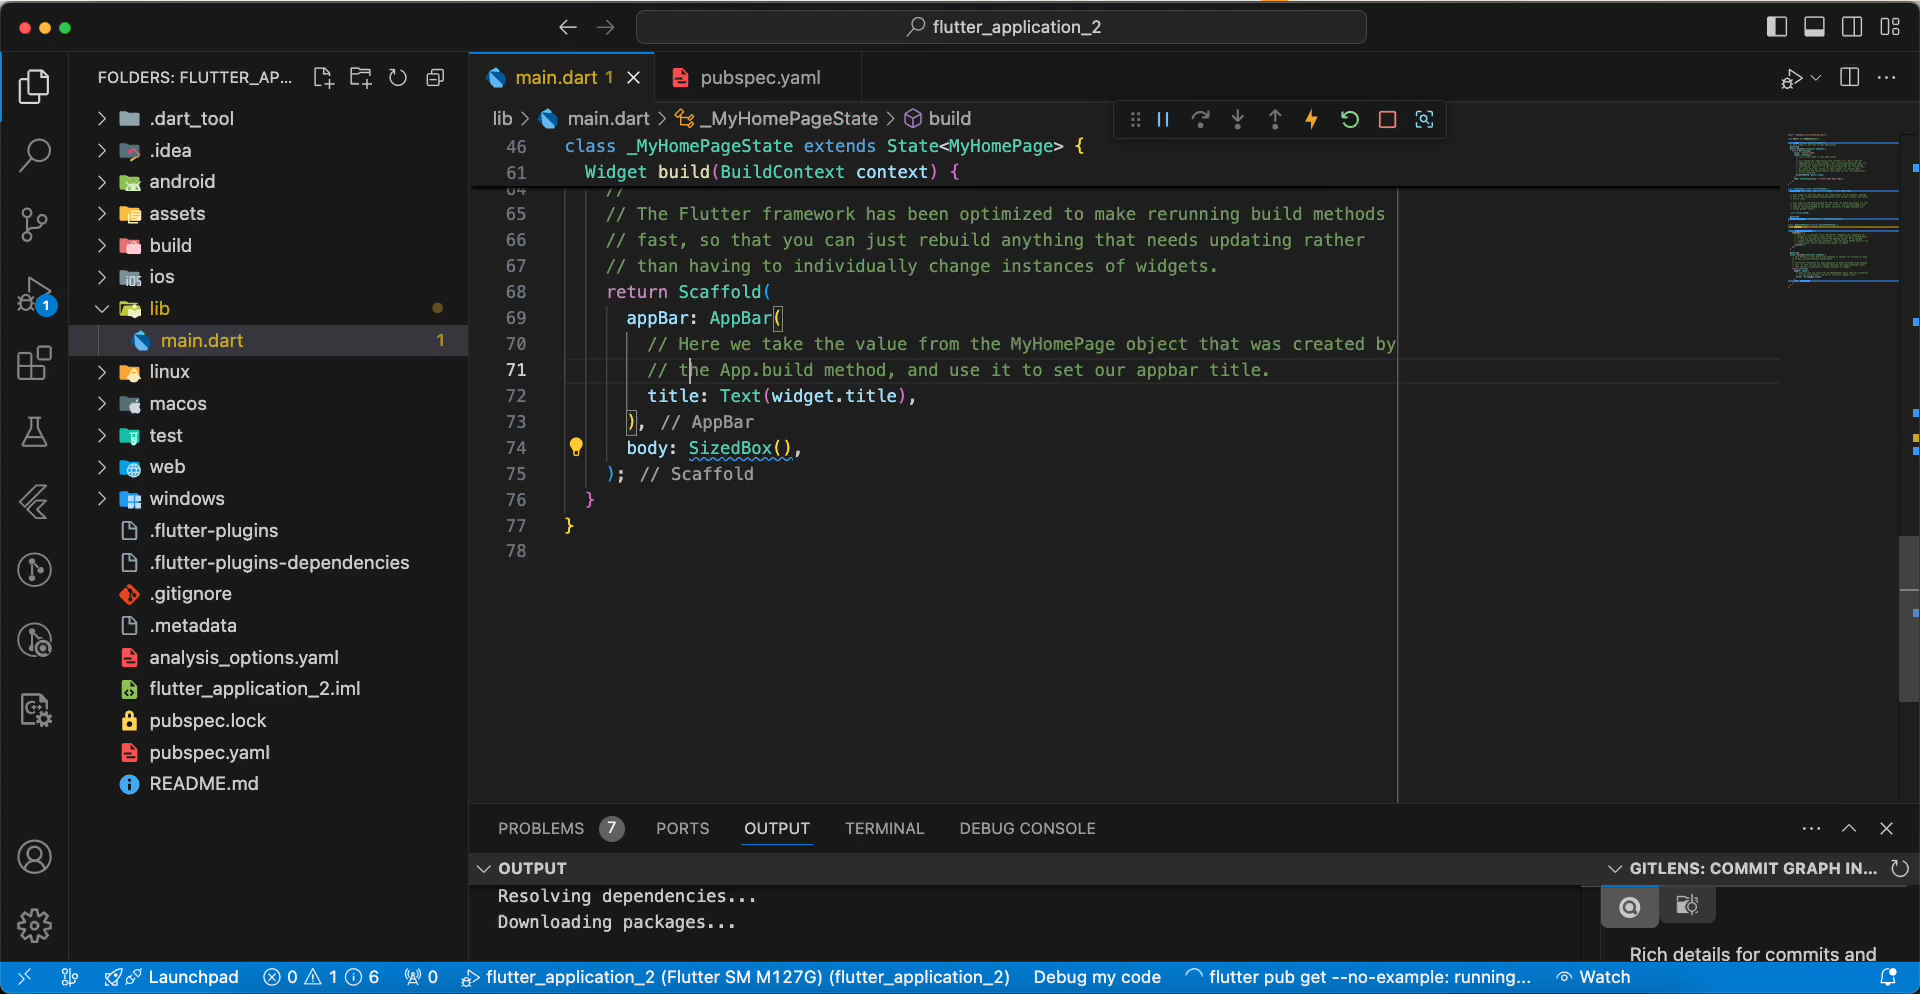 flutter_application_2
FOLDERS: FLUTTER_AP...
.dart_tool
.idea
android
assets
build
ios
lib
main.dart 1
linux
macos
test
web
windows
.flutter-plugins
.flutter-plugins-dependencies
.gitignore
.metadata
analysis_options.yaml
flutter_application_2.iml
pubspec.lock
pubspec.yaml
README.md
1
main.dart 1
pubspec.yaml
lib > main.dart > _MyHomePageState > build
46 class _MyHomePageState extends State<MyHomePage> {
61 Widget build(BuildContext context) {
64 //
65 // The Flutter framework has been optimized to make rerunning build methods
66 // fast, so that you can just rebuild anything that needs updating rather
67 // than having to individually change instances of widgets.
68 return Scaffold(
69 appBar: AppBar(
70 // Here we take the value from the MyHomePage object that was created by
71 // the App.build method, and use it to set our appbar title.
72 title: Text(widget.title),
73 ), // AppBar
74 body: SizedBox(),
75 ); // Scaffold
76 }
77 }
78
PROBLEMS 7 PORTS OUTPUT TERMINAL DEBUG CONSOLE
OUTPUT
Resolving dependencies...
Downloading packages...
GITLENS: COMMIT GRAPH IN...
Rich details for commits and
Launchpad 0 1 6 0 flutter_application_2 (Flutter SM M127G) (flutter_application_2) Debug my code flutter pub get --no-example: running... Watch